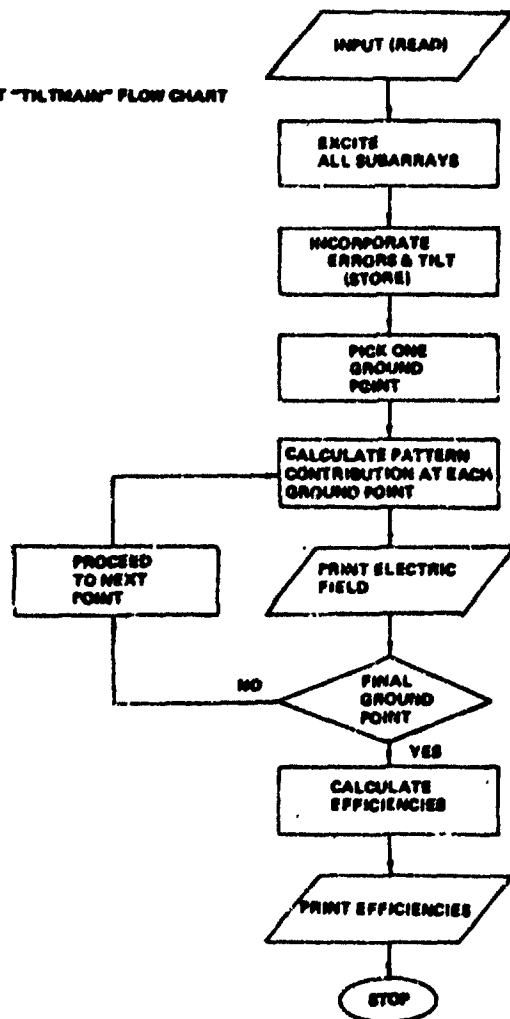 INPUT (READ)
"TILTMAIN" FLOW CHART
EXCITE
ALL SUBARRAYS
INCORPORATE
ERRORS & TILT
(STORE)
PICK ONE
GROUND
POINT
CALCULATE PATTERN
CONTRIBUTION AT EACH
GROUND POINT
PROCEED
TO NEXT
POINT
PRINT ELECTRIC
FIELD
NO
FINAL
GROUND
POINT
YES
CALCULATE
EFFICIENCIES
PRINT EFFICIENCIES
STOP